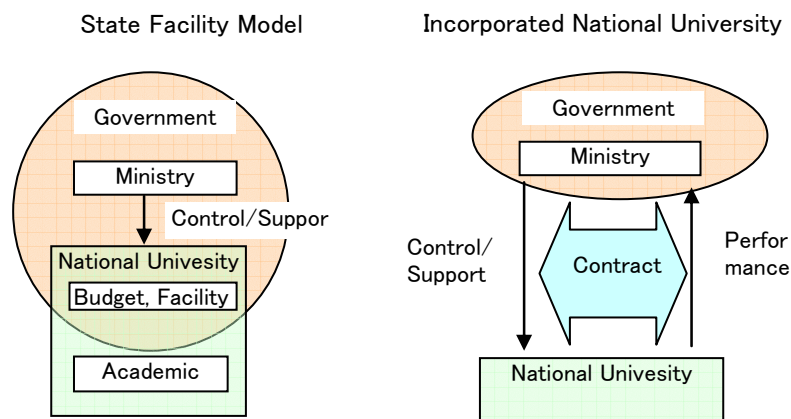 State Facility Model
Government
Ministry
Control/Suppor
National Univesity
Budget, Facility
Academic
Incorporated National University
Government
Ministry
Control/
Support
Contract
Perfor
mance
National Univesity